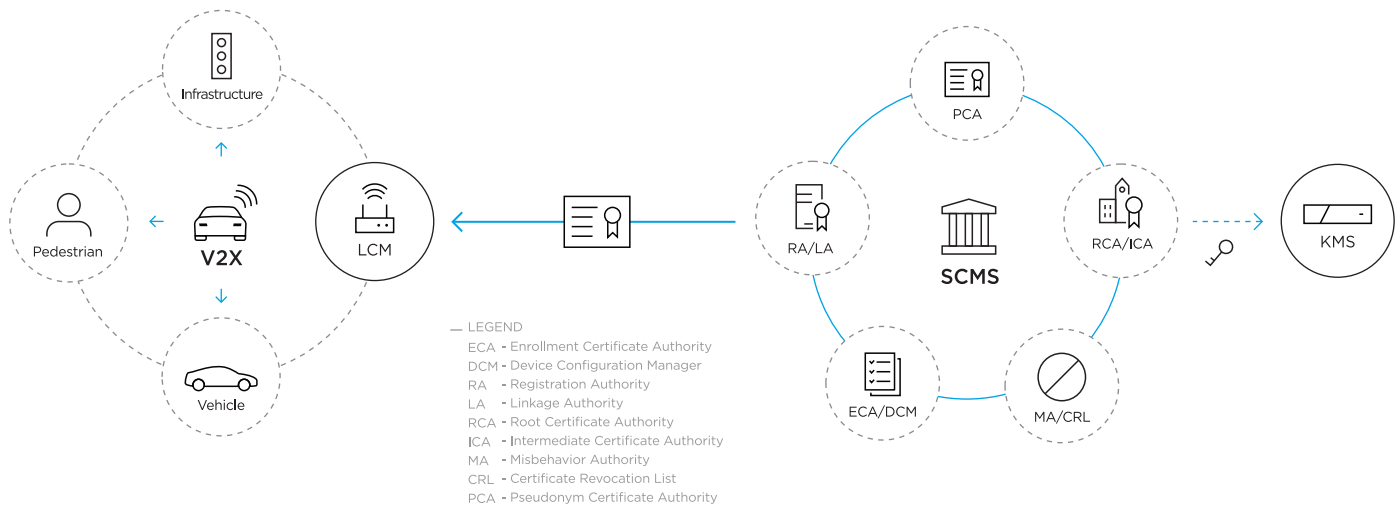 Infrastructure
Pedestrian
V2X
LCM
Vehicle
PCA
RA/LA
SCMS
RCA/ICA
KMS
ECA/DCM
MA/CRL
LEGEND
ECA - Enrollment Certificate Authority
DCM - Device Configuration Manager
RA - Registration Authority
LA - Linkage Authority
RCA - Root Certificate Authority
ICA - Intermediate Certificate Authority
MA - Misbehavior Authority
CRL - Certificate Revocation List
PCA - Pseudonym Certificate Authority